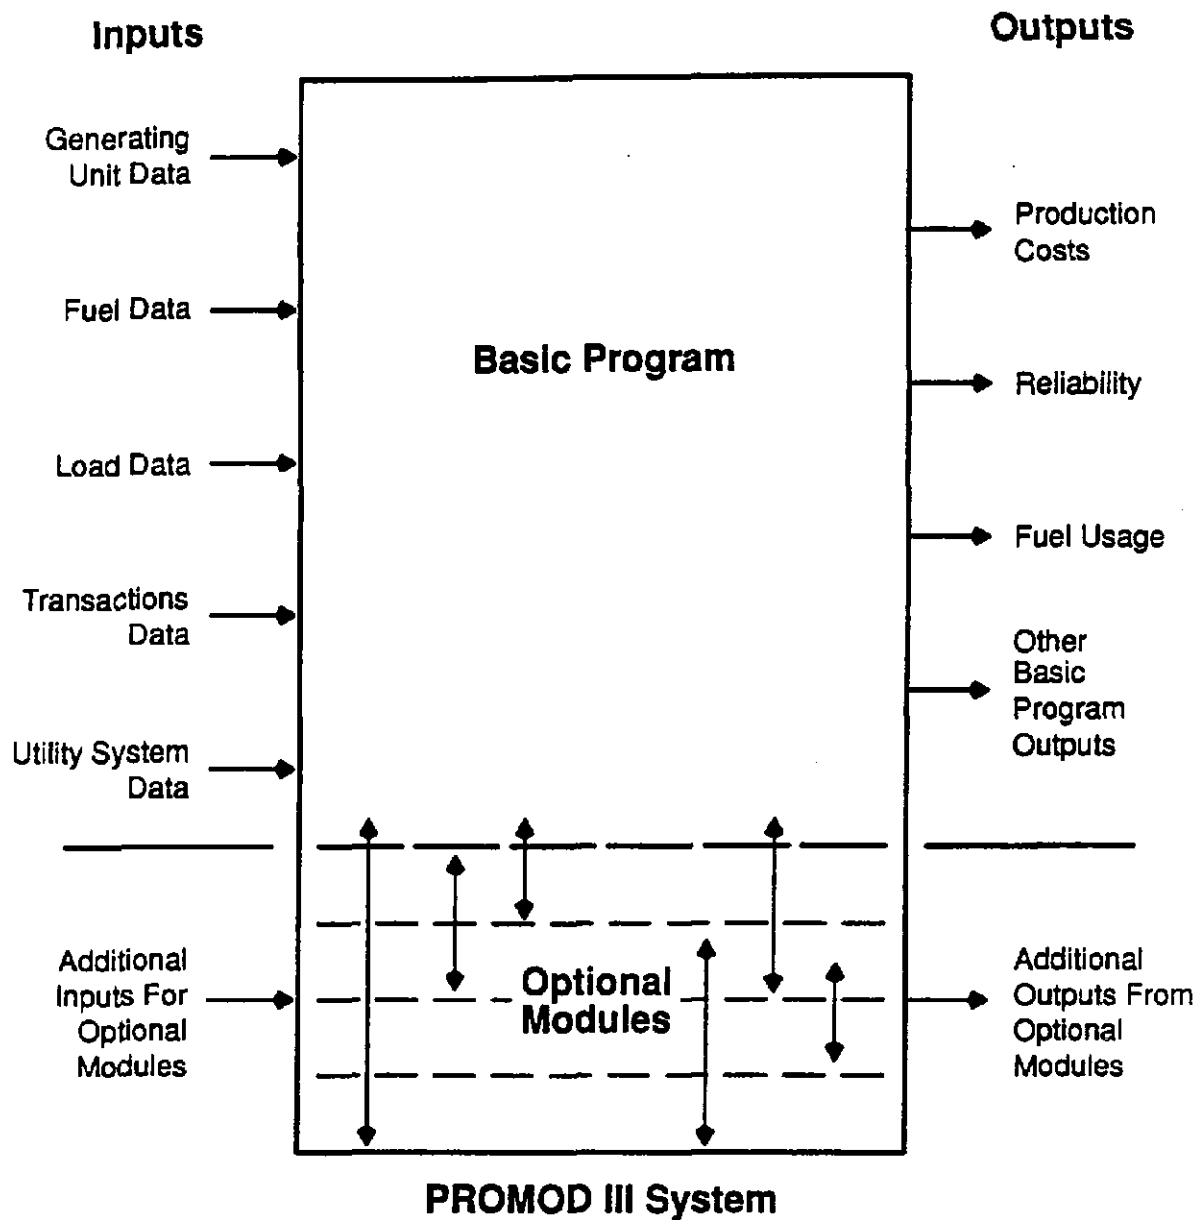 Inputs
Outputs
Generating
Unit Data
Fuel Data
Load Data
Transactions
Data
Utility System
Data
Basic Program
Production
Costs
Reliability
Fuel Usage
Other
Basic
Program
Outputs
Additional
Inputs For
Optional
Modules
Optional
Modules
Additional
Outputs From
Optional
Modules
PROMOD III System